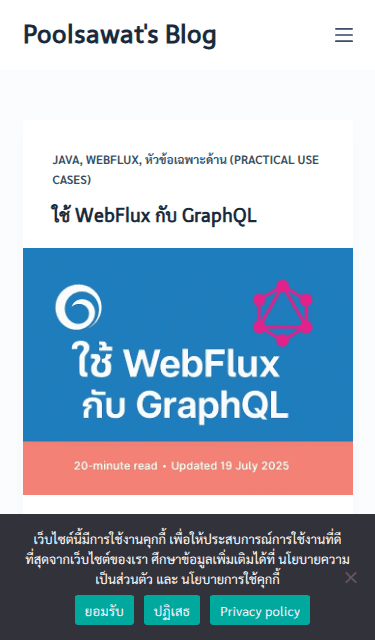 Poolsawat's Blog
JAVA, WEBFLUX, หัวข้อเฉพาะด้าน (PRACTICAL USE
CASES)
ใช้ WebFlux กับ GraphQL
ใช้ WebFlux
กับ GraphQL
20-minute read • Updated 19 July 2025
เว็บไซต์นี้มีการใช้งานคุกกี้ เพื่อให้ประสบการณ์การใช้งานที่ดี
ที่สุดจากเว็บไซต์ของเรา ศึกษาข้อมูลเพิ่มเติมได้ที่ นโยบายความ
เป็นส่วนตัว และ นโยบายการใช้คุกกี้
ยอมรับ ปฏิเสธ Privacy policy